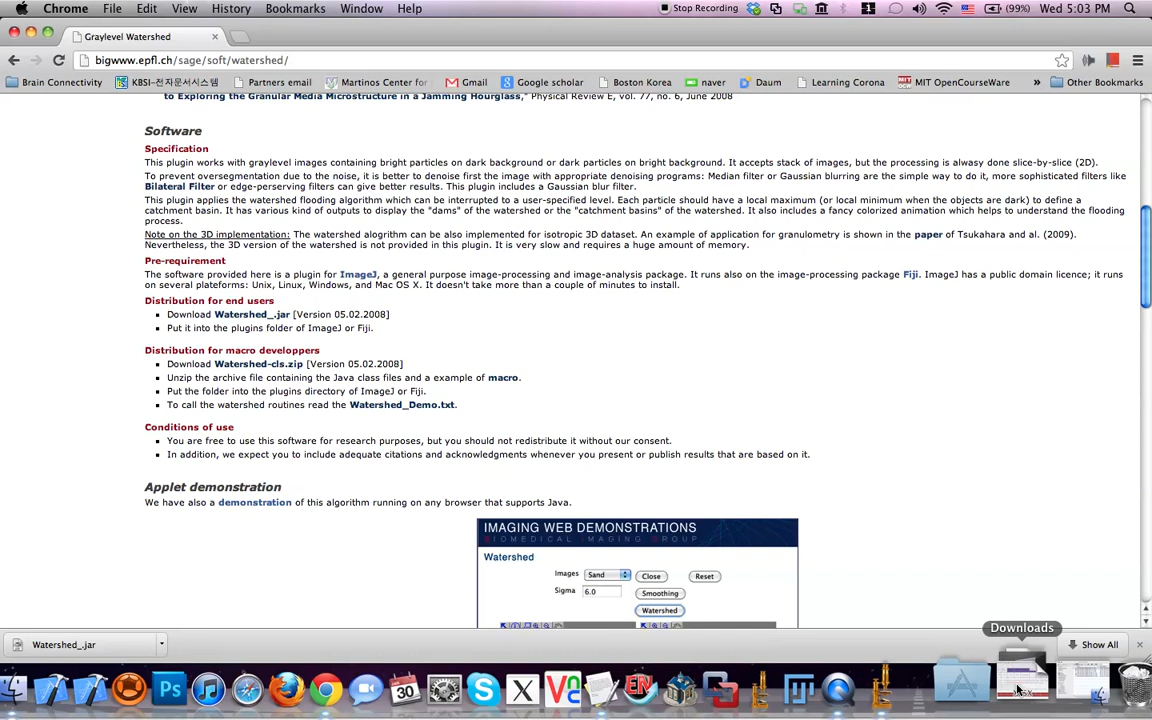 Chrome File Edit View History Bookmarks Window Help Stop Recording 1 (99%) Wed 5:03 PM
Graylevel Watershed
bigwww.epfl.ch/sage/soft/watershed/
Brain Connectivity KBSI-전자문서시스템 Partners email Martinos Center for Gmail Google scholar Boston Korea naver Daum Learning Corona MIT OpenCourseWare » Other Bookmarks
to Exploring the Granular Media Microstructure in a Jamming Hourglass," Physical Review E, vol. 77, no. 6, June 2008
Software
Specification
This plugin works with graylevel images containing bright particles on dark background or dark particles on bright background. It accepts stack of images, but the processing is alwasy done slice-by-slice (2D).
To prevent oversegmentation due to the noise, it is better to denoise first the image with appropriate denoising programs: Median filter or Gaussian blurring are the simple way to do it, more sophisticated filters like
Bilateral Filter or edge-perserving filters can give better results. This plugin includes a Gaussian blur filter.
This plugin applies the watershed flooding algorithm which can be interrupted to a user-specified level. Each particle should have a local maximum (or local minimum when the objects are dark) to define a
catchment basin. It has various kind of outputs to display the "dams" of the watershed or the "catchment basins" of the watershed. It also includes a fancy colorized animation which helps to understand the flooding
process.
Note on the 3D implementation: The watershed alogrithm can be also implemented for isotropic 3D dataset. An example of application for granulometry is shown in the paper of Tsukahara and al. (2009).
Nevertheless, the 3D version of the watershed is not provided in this plugin. It is very slow and requires a huge amount of memory.
Pre-requirement
The software provided here is a plugin for ImageJ, a general purpose image-processing and image-analysis package. It runs also on the image-processing package Fiji. ImageJ has a public domain licence; it runs
on several plateforms: Unix, Linux, Windows, and Mac OS X. It doesn't take more than a couple of minutes to install.
Distribution for end users
Download Watershed_.jar [Version 05.02.2008]
Put it into the plugins folder of ImageJ or Fiji.
Distribution for macro developpers
Download Watershed-cls.zip [Version 05.02.2008]
Unzip the archive file containing the Java class files and a example of macro.
Put the folder into the plugins directory of ImageJ or Fiji.
To call the watershed routines read the Watershed_Demo.txt.
Conditions of use
You are free to use this software for research purposes, but you should not redistribute it without our consent.
In addition, we expect you to include adequate citations and acknowledgments whenever you present or publish results that are based on it.
Applet demonstration
We have also a demonstration of this algorithm running on any browser that supports Java.
IMAGING WEB DEMONSTRATIONS
BIOMEDICAL IMAGING GROUP
Watershed
Images Sand Close Reset
Sigma 6.0 Smoothing
Watershed
Downloads
Watershed_.jar Show All
Ps 30 S X EN